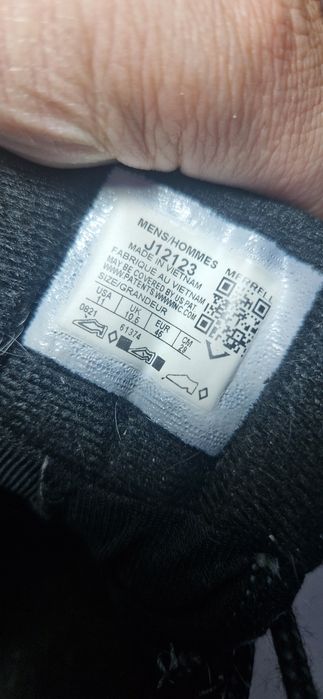 MENS/HOMMES MERRELL
J12123
MADE IN VIETNAM
FABRIQUE AU VIETNAM
MAY BE COVERED BY US PAT.
WWW.PATENTS.WWWINC.COM
SIZE/GRANDEUR
USA UK EUR CM
11 10.5 46 29
0821 61374